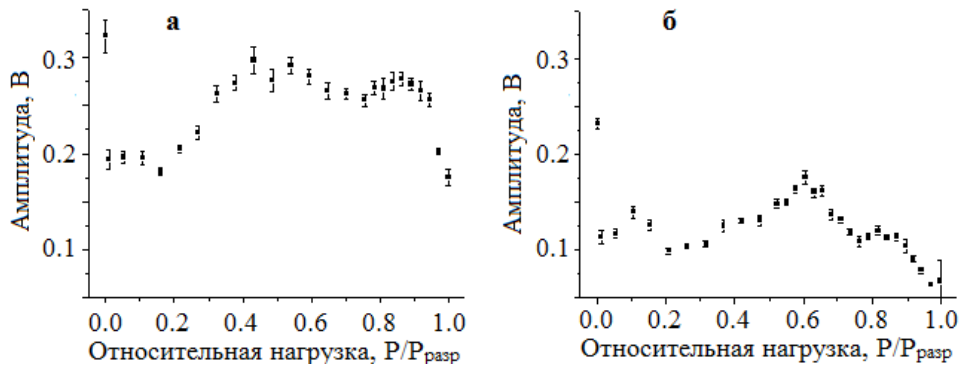 а
Амплитуда, В
0.3
0.2
0.1
0.0 0.2 0.4 0.6 0.8 1.0
Относительная нагрузка, P/Pразр
б
Амплитуда, В
0.3
0.2
0.1
0.0 0.2 0.4 0.6 0.8 1.0
Относительная нагрузка, P/Pразр